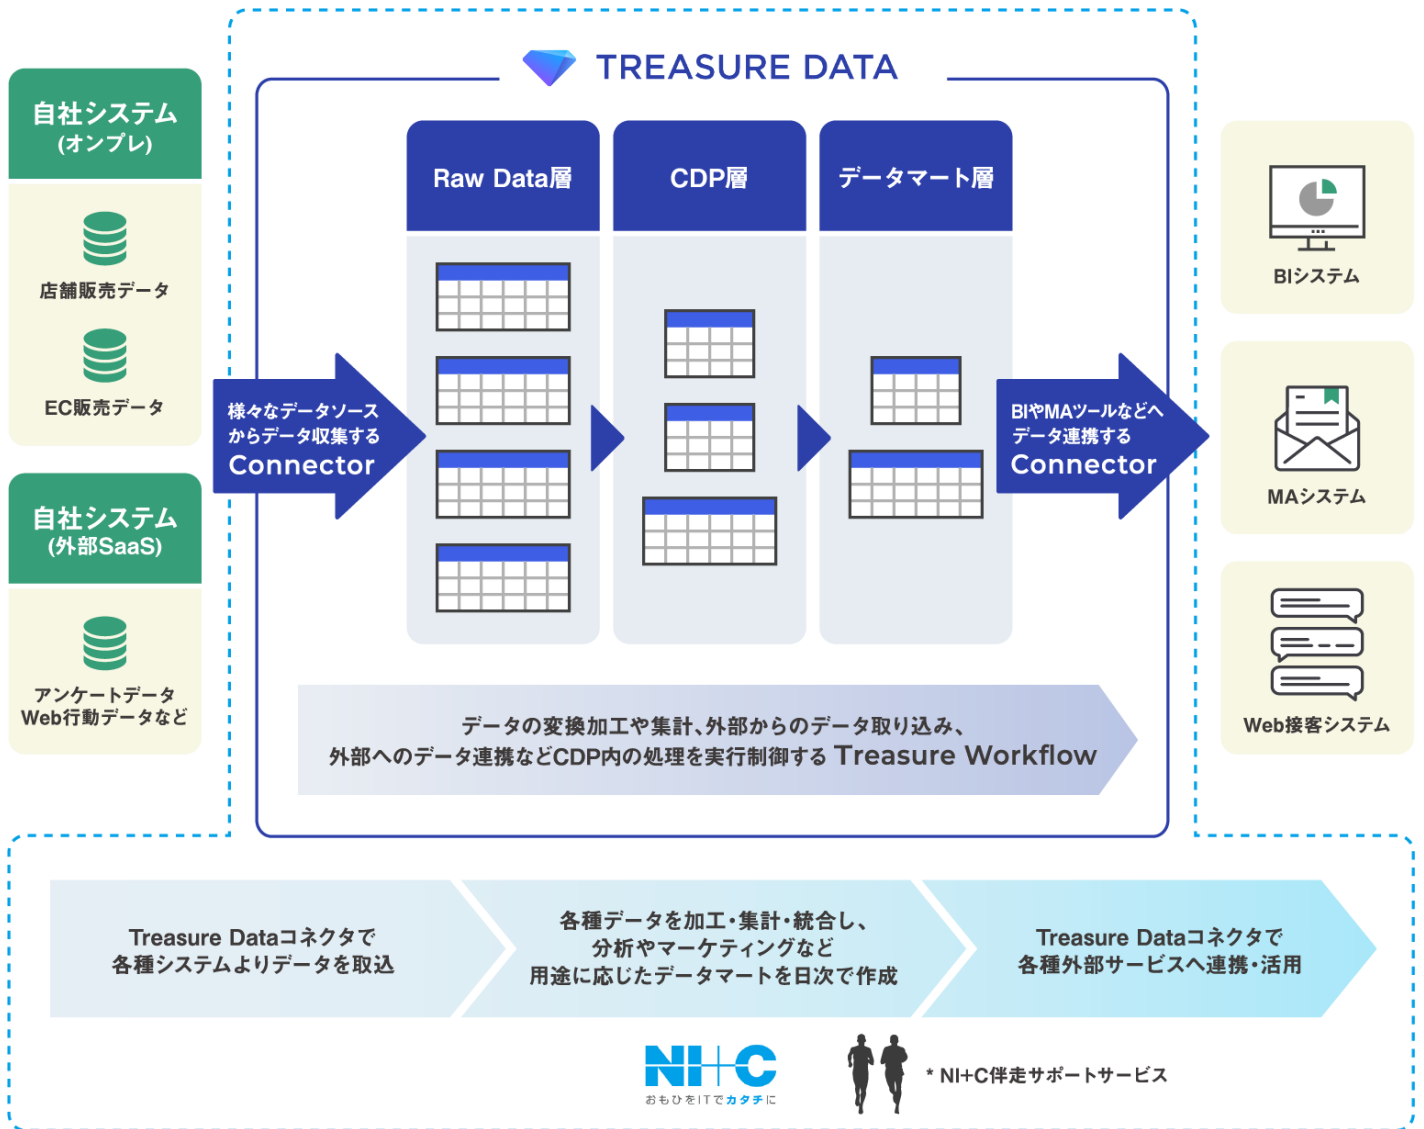 TREASURE DATA
自社システム
(オンプレ)
店舗販売データ
EC販売データ
自社システム
(外部SaaS)
アンケートデータ
Web行動データなど
様々なデータソース
からデータ収集する
Connector
Raw Data層
CDP層
データマート層
BIやMAツールなどへ
データ連携する
Connector
BIシステム
MAシステム
Web接客システム
データの変換加工や集計、外部からのデータ取り込み、
外部へのデータ連携などCDP内の処理を実行制御する Treasure Workflow
Treasure Dataコネクタで
各種システムよりデータを取込
各種データを加工・集計・統合し、
分析やマーケティングなど
用途に応じたデータマートを日次で作成
Treasure Dataコネクタで
各種外部サービスへ連携・活用
NI+C
おもひをITでカタチに
* NI+C伴走サポートサービス